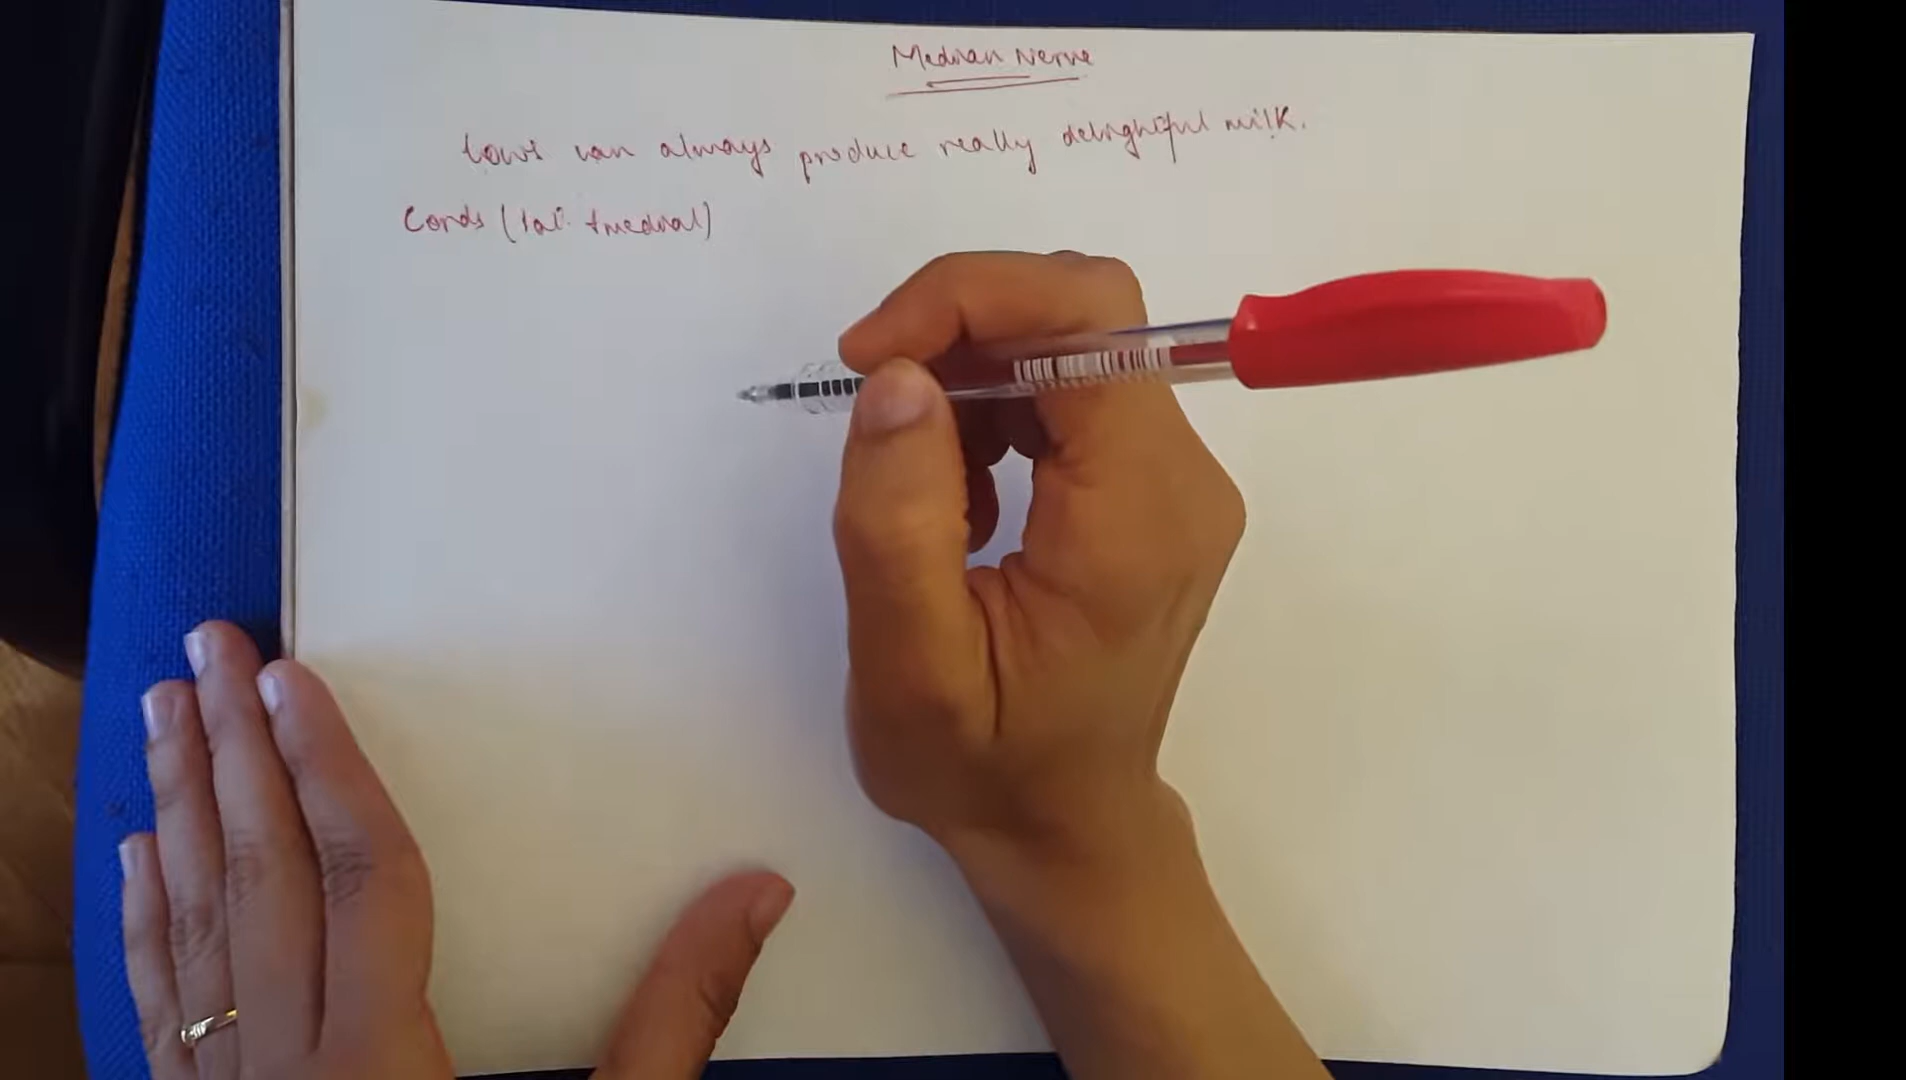 Median Nerve
Cows can always produce really delightful milk.
Cords (lat. + medial)